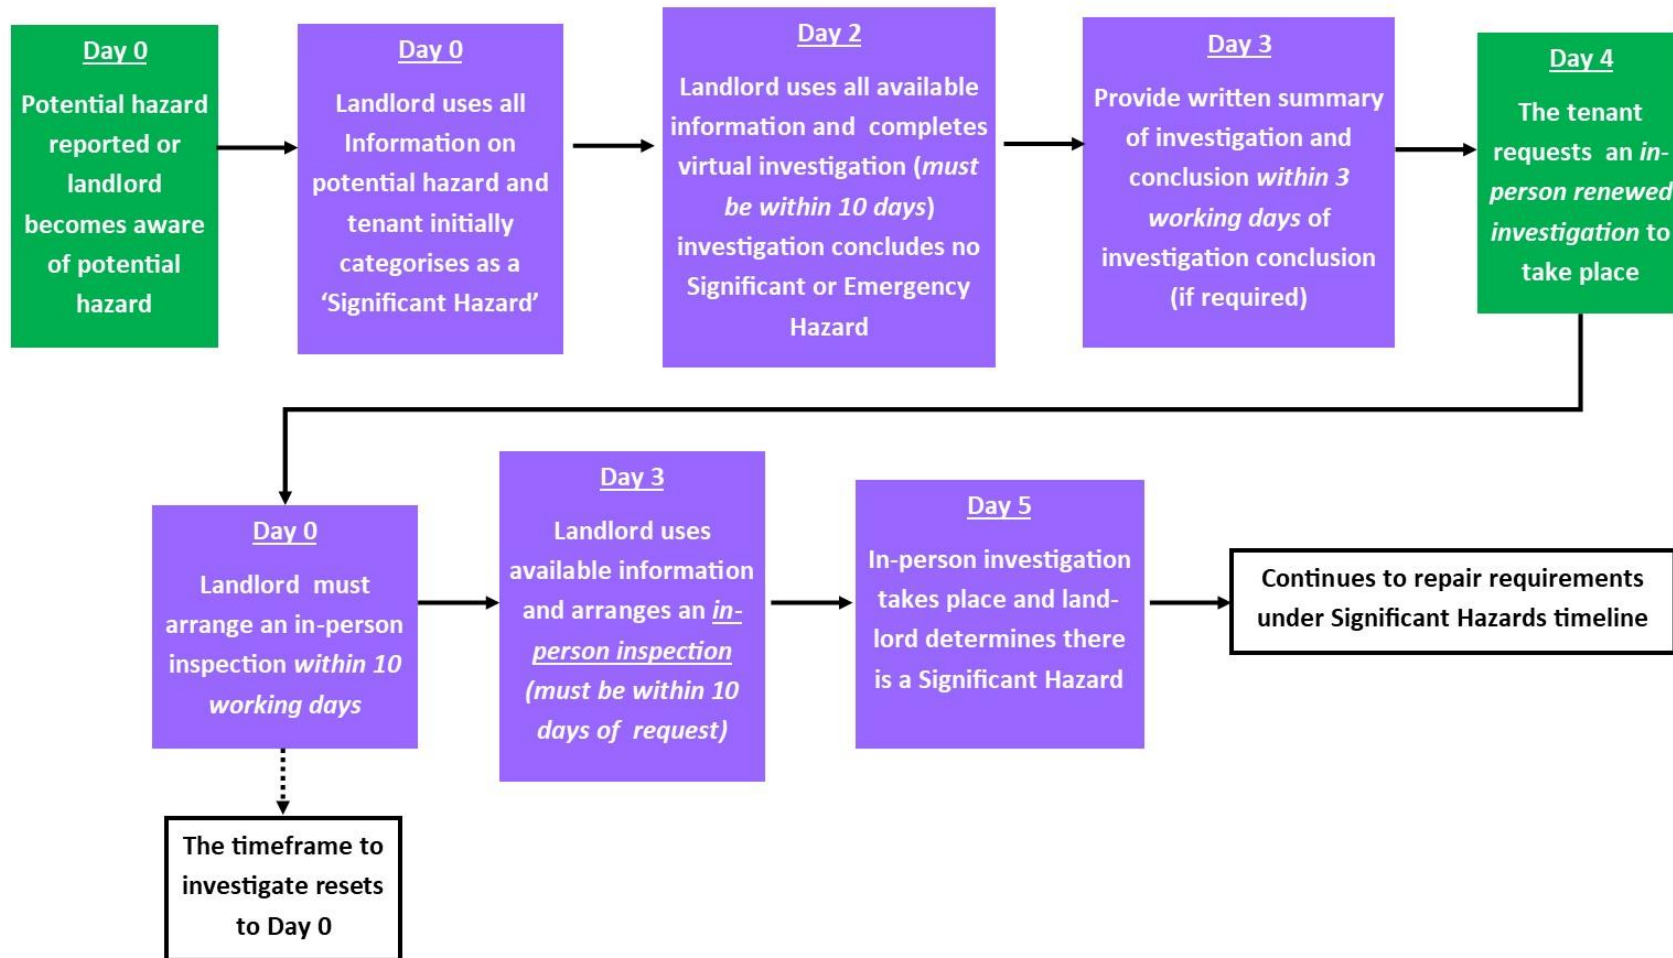 Day 0
Potential hazard
reported or
landlord
becomes aware
of potential
hazard
Day 0
Landlord uses all
Information on
potential hazard and
tenant initially
categorises as a
‘Significant Hazard’
Day 2
Landlord uses all available
information and completes
virtual investigation (must
be within 10 days)
investigation concludes no
Significant or Emergency
Hazard
Day 3
Provide written summary
of investigation and
conclusion within 3
working days of
investigation conclusion
(if required)
Day 4
The tenant
requests an in-
person renewed
investigation to
take place
Day 0
Landlord must
arrange an in-person
inspection within 10
working days
Day 3
Landlord uses
available information
and arranges an in-
person inspection
(must be within 10
days of request)
Day 5
In-person investigation
takes place and land-
lord determines there
is a Significant Hazard
Continues to repair requirements
under Significant Hazards timeline
The timeframe to
investigate resets
to Day 0